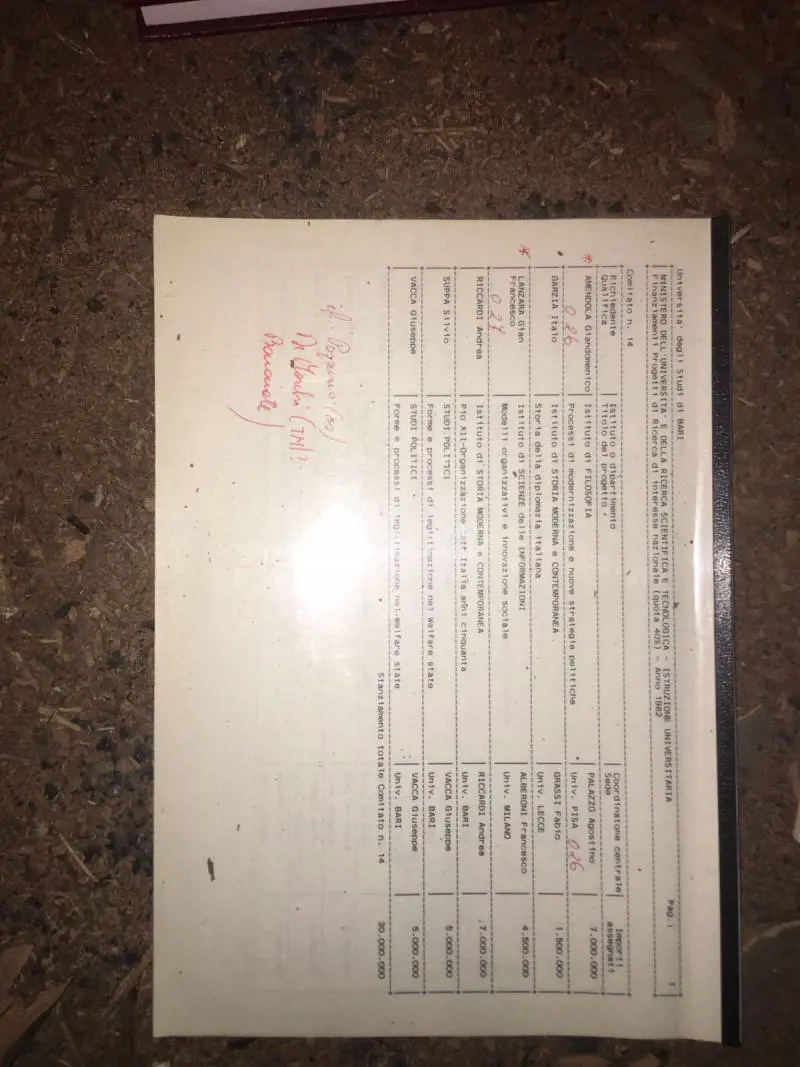 Universita' degli Studi di BARI Pag.: 1
MINISTERO DELL'UNIVERSITA' E DELLA RICERCA SCIENTIFICA E TECNOLOGICA - ISTRUZIONE UNIVERSITARIA
Finanziamenti Progetti di Ricerca di interesse nazionale (quota 40%) - Anno 1982
Comitato n. 14
Richiedente Istituto o dipartimento Coordinatore centrale Importi
Qualifica Titolo del progetto Sede assegnati
* AMENDOLA Giandomenico Istituto di FILOSOFIA PALAZZO Agostino 7.000.000
026 Processi di modernizzazione e nuove strategie politiche Univ. PISA 026
GARZIA Italo Istituto di STORIA MODERNA e CONTEMPORANEA GRASSI Fabio 1.500.000
Storia della diplomazia italiana Univ. LECCE
* LANZARA Gian Istituto di SCIENZE delle INFORMAZIONI ALBERONI Francesco 4.500.000
Francesco Modelli organizzativi e innovazione sociale Univ. MILANO
027
RICCARDI Andrea Istituto di STORIA MODERNA e CONTEMPORANEA RICCARDI Andrea 7.000.000
Pio XII-Organizzazione Italia anni cinquanta Univ. BARI
SUPPA Silvio STUDI POLITICI VACCA Giuseppe 5.000.000
Forme e processi di legittimazione nel welfare state Univ. BARI
VACCA Giuseppe STUDI POLITICI VACCA Giuseppe 5.000.000
Forme e processi di legittimazione nel welfare state Univ. BARI
Stanziamento totale Comitato n. 14 30.000.000